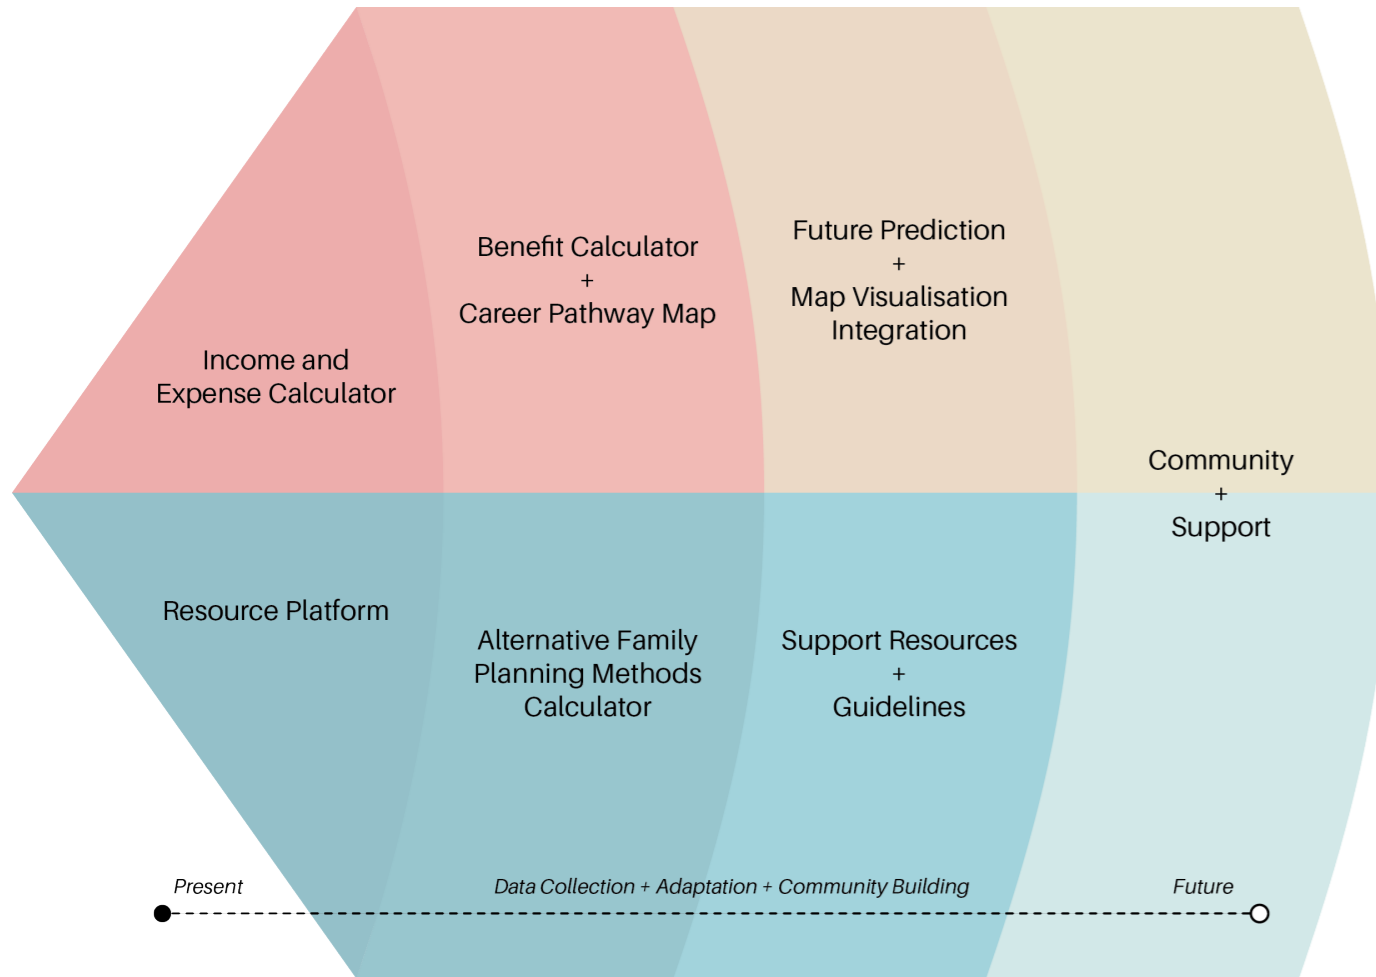 Income and
Expense Calculator
Benefit Calculator
+
Career Pathway Map
Future Prediction
+
Map Visualisation
Integration
Community
+
Support
Resource Platform
Alternative Family
Planning Methods
Calculator
Support Resources
+
Guidelines
Present
Data Collection + Adaptation + Community Building
Future